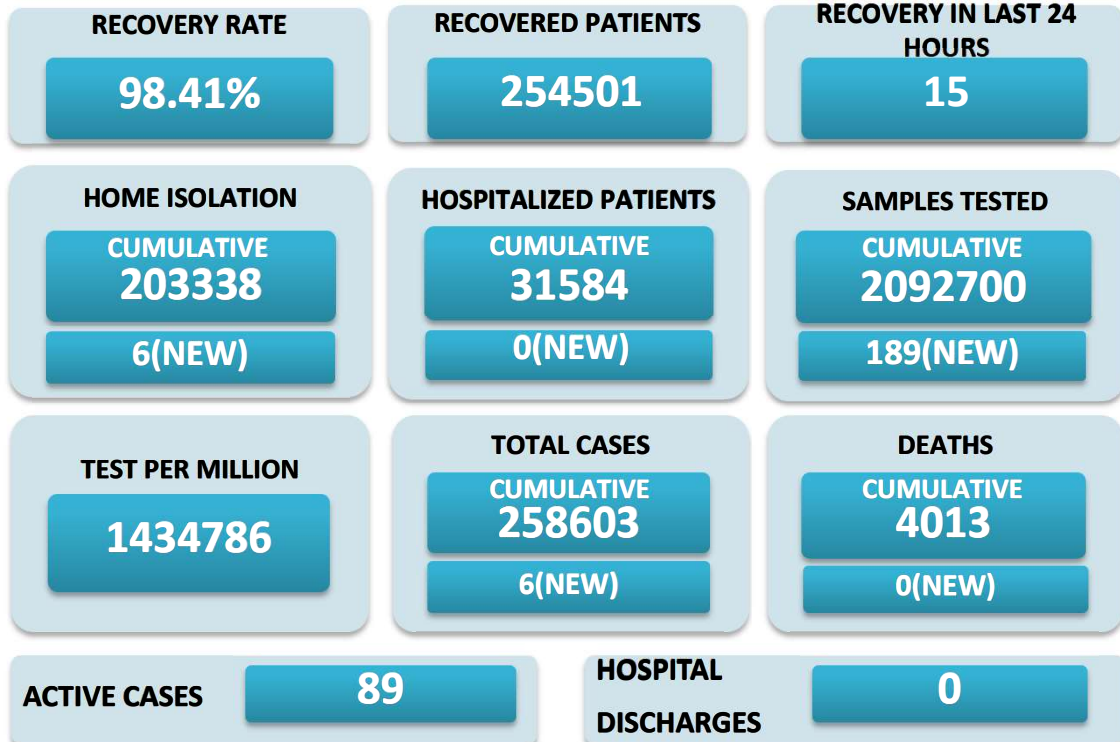 RECOVERY RATE
98.41%
RECOVERED PATIENTS
254501
RECOVERY IN LAST 24
HOURS
15
HOME ISOLATION
CUMULATIVE
203338
6(NEW)
HOSPITALIZED PATIENTS
CUMULATIVE
31584
0(NEW)
SAMPLES TESTED
CUMULATIVE
2092700
189(NEW)
TEST PER MILLION
1434786
TOTAL CASES
CUMULATIVE
258603
6(NEW)
DEATHS
CUMULATIVE
4013
0(NEW)
ACTIVE CASES
89
HOSPITAL
DISCHARGES
0